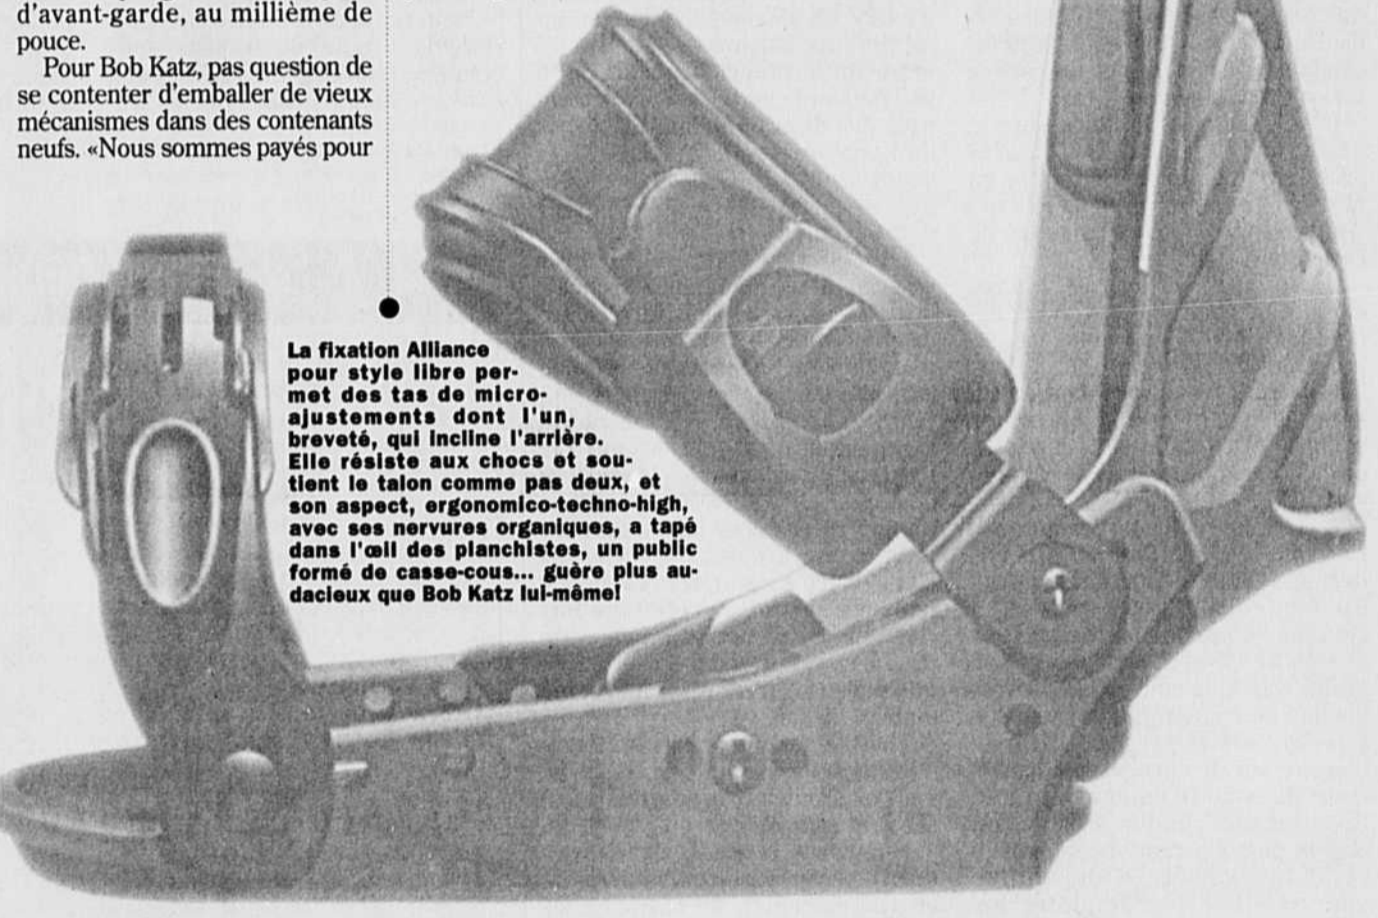 d'avant-garde, au millième de
pouce.
Pour Bob Katz, pas question de
se contenter d'emballer de vieux
mécanismes dans des contenants
neufs. «Nous sommes payés pour
La fixation Alliance
pour style libre per-
met des tas de micro-
ajustements dont l'un,
breveté, qui incline l'arrière.
Elle résiste aux chocs et sou-
tient le talon comme pas deux, et
son aspect, ergonomico-techno-high,
avec ses nervures organiques, a tapé
dans l'œil des planchistes, un public
formé de casse-cous... guère plus au-
dacieux que Bob Katz lui-même!